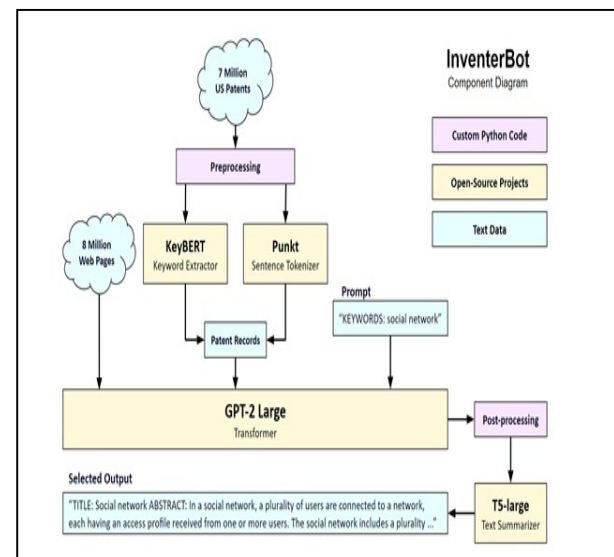 InventerBot
Component Diagram
7 Million
US Patents
Custom Python Code
Preprocessing
Open-Source Projects
Text Data
8 Million
Web Pages
KeyBERT
Keyword Extractor
Punkt
Sentence Tokenizer
Prompt
"KEYWORDS: social network"
Patent Records
GPT-2 Large
Transformer
Post-processing
Selected Output
"TITLE: Social network ABSTRACT: In a social network, a plurality of users are connected to a network,
each having an access profile received from one or more users. The social network includes a plurality ..."
T5-large
Text Summarizer